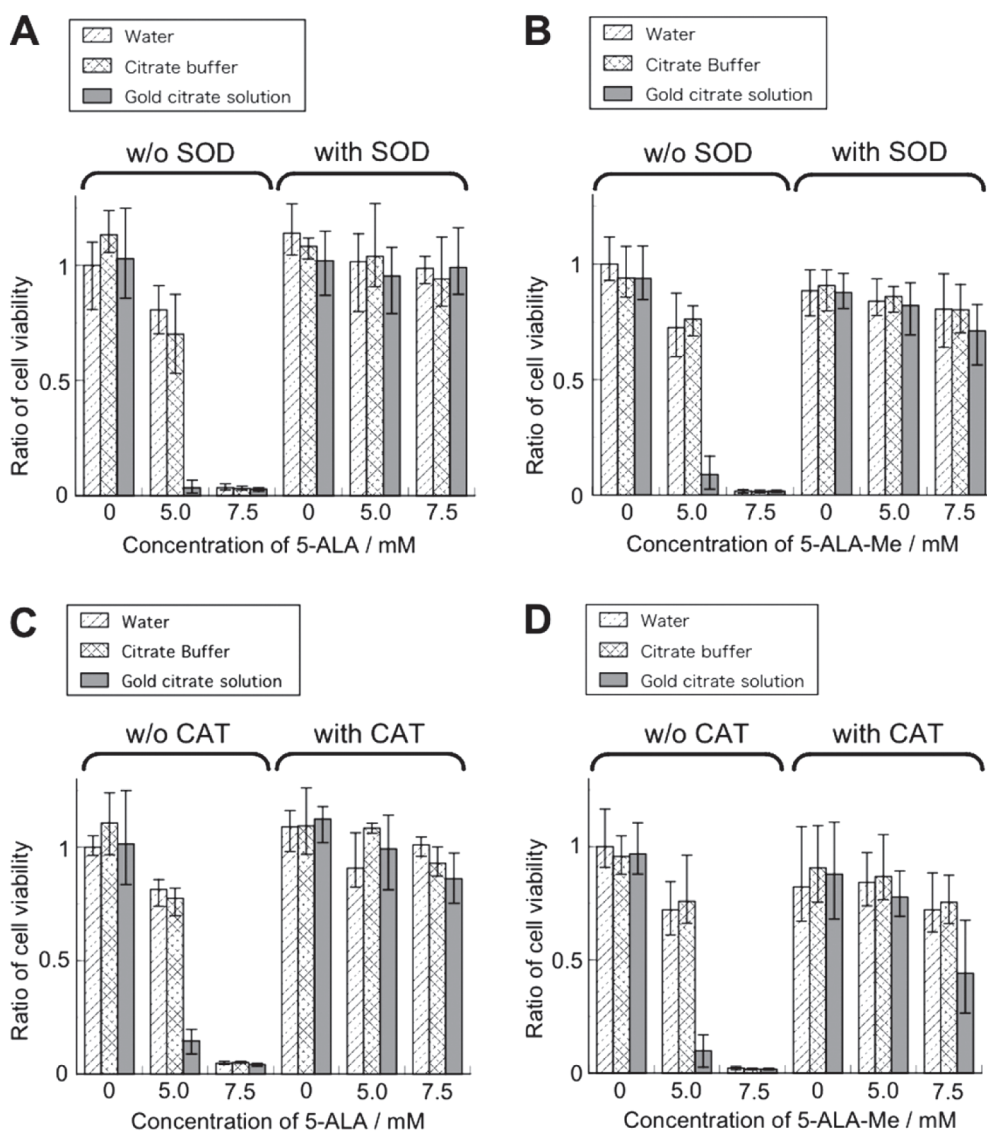 A
Water
Citrate buffer
Gold citrate solution
w/o SOD
with SOD
Ratio of cell viability
1
0.5
0
0 5.0 7.5 0 5.0 7.5
Concentration of 5-ALA / mM
B
Water
Citrate Buffer
Gold citrate solution
w/o SOD
with SOD
Ratio of cell viability
1
0.5
0
0 5.0 7.5 0 5.0 7.5
Concentration of 5-ALA-Me / mM
C
Water
Citrate Buffer
Gold citrate solution
w/o CAT
with CAT
Ratio of cell viability
1
0.5
0
0 5.0 7.5 0 5.0 7.5
Concentration of 5-ALA / mM
D
Water
Citrate buffer
Gold citrate solution
w/o CAT
with CAT
Ratio of cell viability
1
0.5
0
0 5.0 7.5 0 5.0 7.5
Concentration of 5-ALA-Me / mM